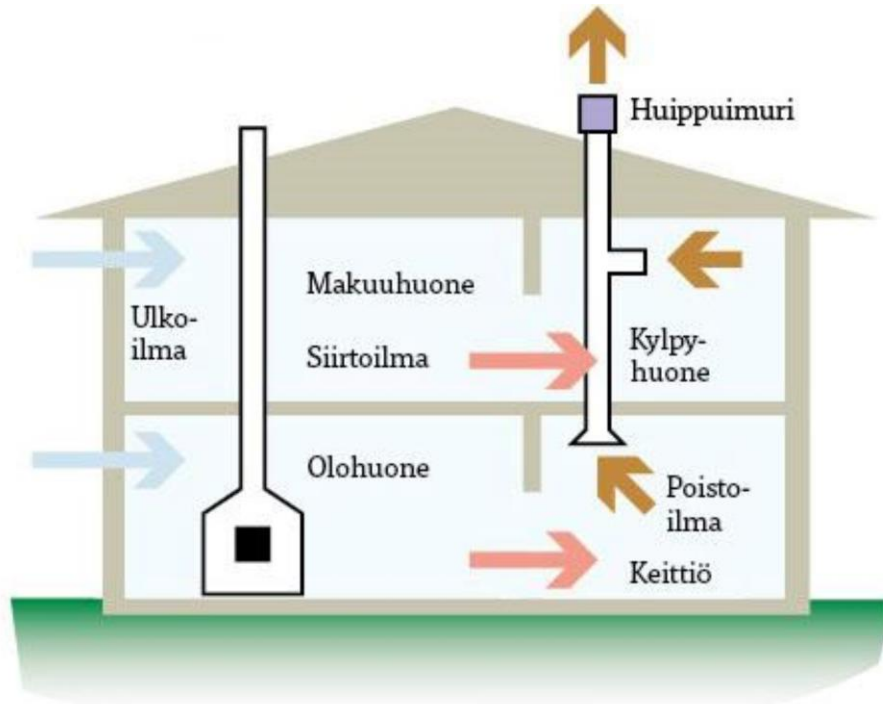 Huippuimuri
Makuuhuone
Ulko-
ilma
Siirtoilma
Kylpy-
huone
Olohuone
Poisto-
ilma
Keittiö